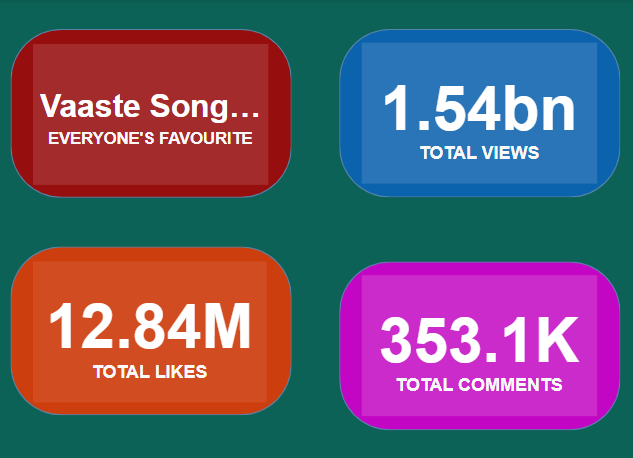 Vaaste Song...
EVERYONE'S FAVOURITE
1.54bn
TOTAL VIEWS
12.84M
TOTAL LIKES
353.1K
TOTAL COMMENTS